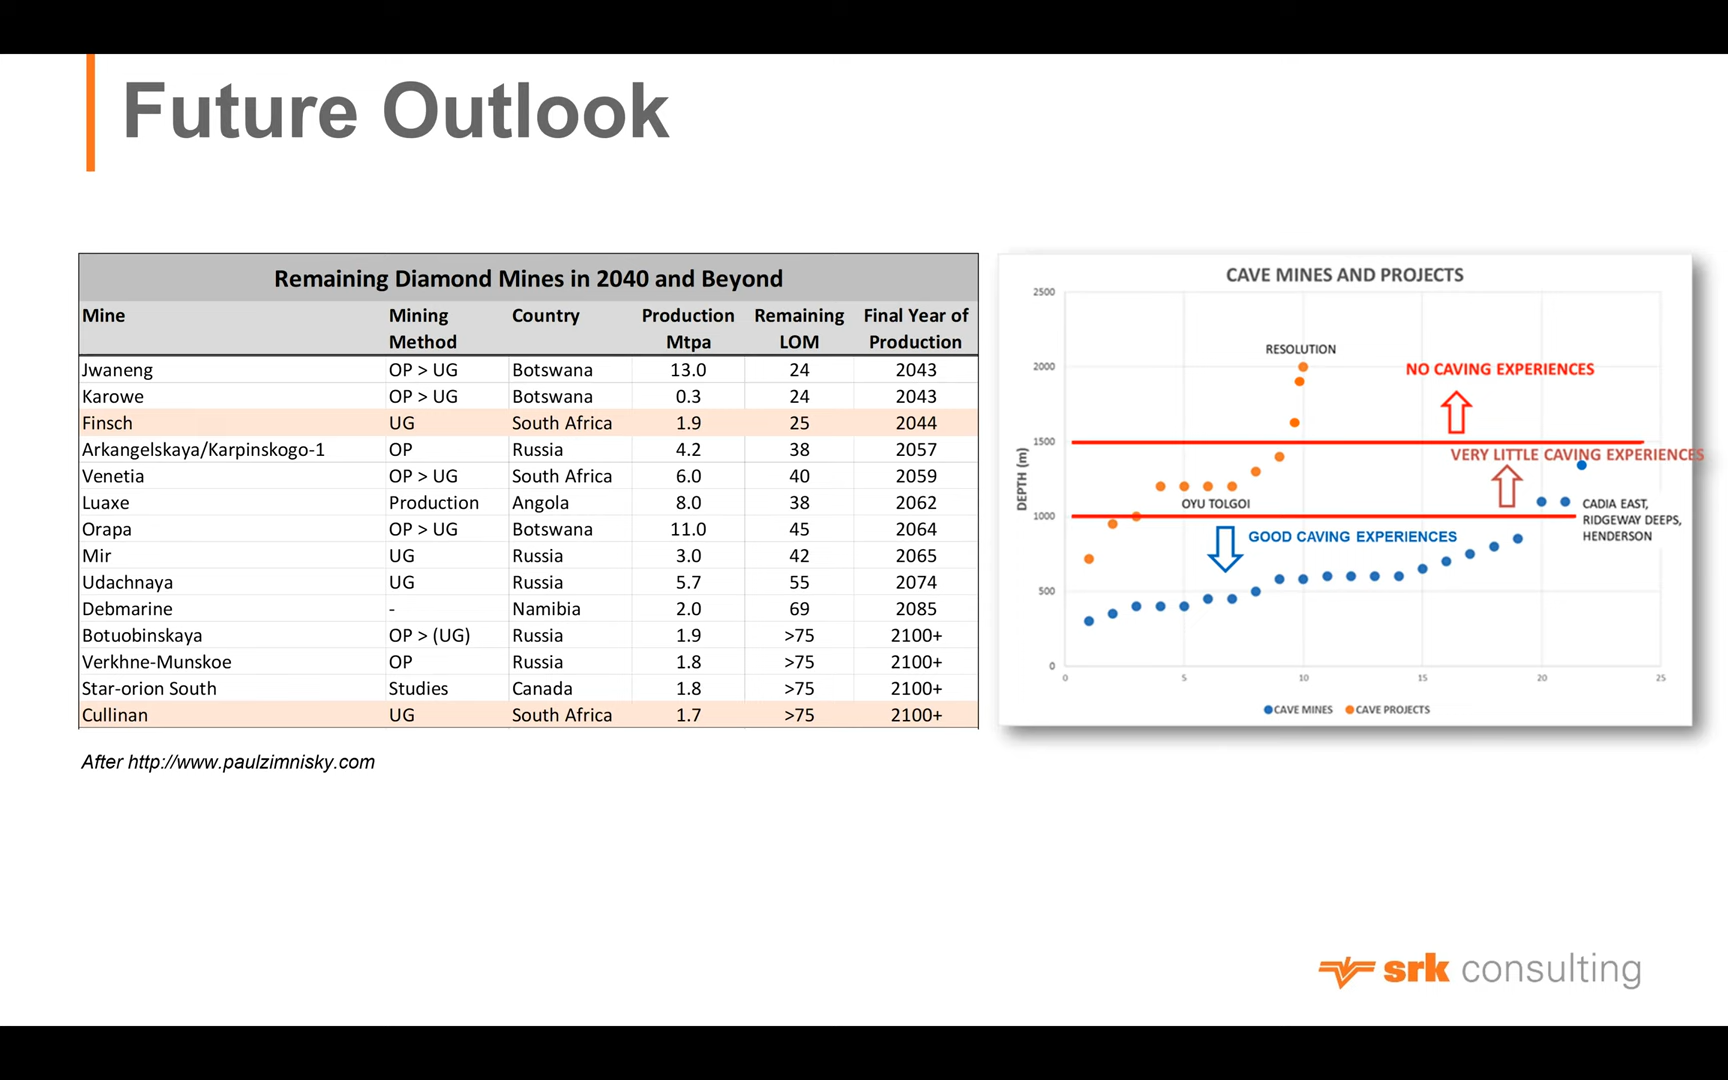 Future Outlook
Remaining Diamond Mines in 2040 and Beyond
Mine Mining Method Country Production Mtpa Remaining LOM Final Year of Production
Jwaneng OP > UG Botswana 13.0 24 2043
Karowe OP > UG Botswana 0.3 24 2043
Finsch UG South Africa 1.9 25 2044
Arkangelskaya/Karpinskogo-1 OP Russia 4.2 38 2057
Venetia OP > UG South Africa 6.0 40 2059
Luaxe Production Angola 8.0 38 2062
Orapa OP > UG Botswana 11.0 45 2064
Mir UG Russia 3.0 42 2065
Udachnaya UG Russia 5.7 55 2074
Debmarine - Namibia 2.0 69 2085
Botuobinskaya OP > (UG) Russia 1.9 >75 2100+
Verkhne-Munskoe OP Russia 1.8 >75 2100+
Star-orion South Studies Canada 1.8 >75 2100+
Cullinan UG South Africa 1.7 >75 2100+
After http://www.paulzimnisky.com
CAVE MINES AND PROJECTS
2500
RESOLUTION
2000
NO CAVING EXPERIENCES
1500
VERY LITTLE CAVING EXPERIENCES
DEPTH (m)
OYU TOLGOI
CADIA EAST,
RIDGEWAY DEEPS,
HENDERSON
1000
GOOD CAVING EXPERIENCES
500
0
0 5 10 15 20 25
CAVE MINES CAVE PROJECTS
srk consulting